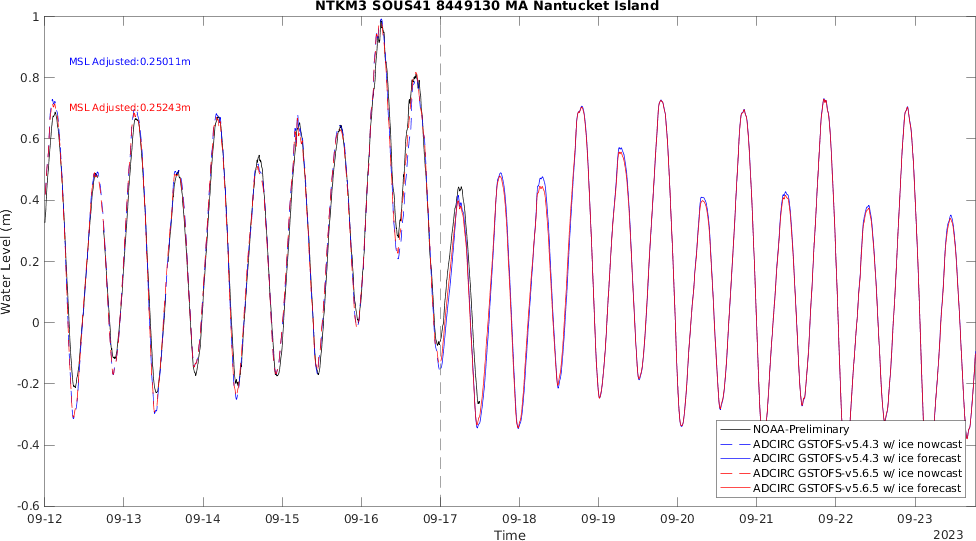 NTKM3 SOUS41 8449130 MA Nantucket Island
1
MSL Adjusted:0.25011m
0.8
MSL Adjusted:0.25243m
0.6
0.4
Water Level (m)
0.2
0
-0.2
-0.4
-0.6
NOAA-Preliminary
ADCIRC GSTOFS-v5.4.3 w/ ice nowcast
ADCIRC GSTOFS-v5.4.3 w/ ice forecast
ADCIRC GSTOFS-v5.6.5 w/ ice nowcast
ADCIRC GSTOFS-v5.6.5 w/ ice forecast
09-12 09-13 09-14 09-15 09-16 09-17 09-18 09-19 09-20 09-21 09-22 09-23
Time
2023